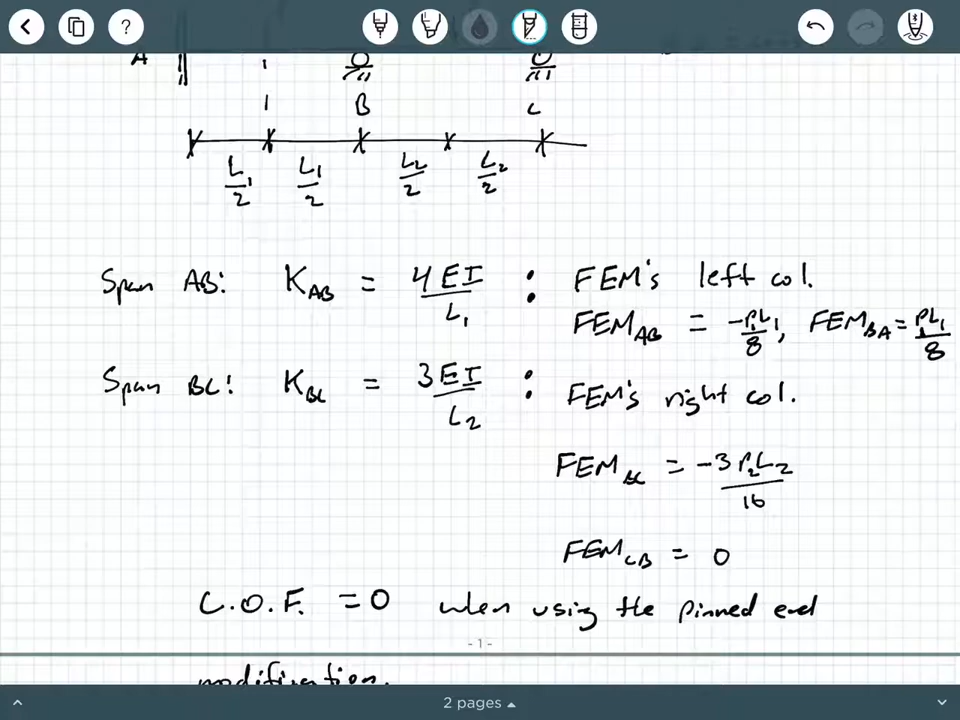 ?
A 1 B C
L1/2 L1/2 L2/2 L2/2
Span AB: KAB = 4EI/L1 : FEM's left col.
FEMAB = -P1L1/8, FEMBA = P1L1/8
Span BC: KBC = 3EI/L2 : FEM's right col.
FEMBC = -3P2L2/16
FEMCB = 0
C.O.F. = 0 when using the pinned end
- 1 -
modification.
2 pages